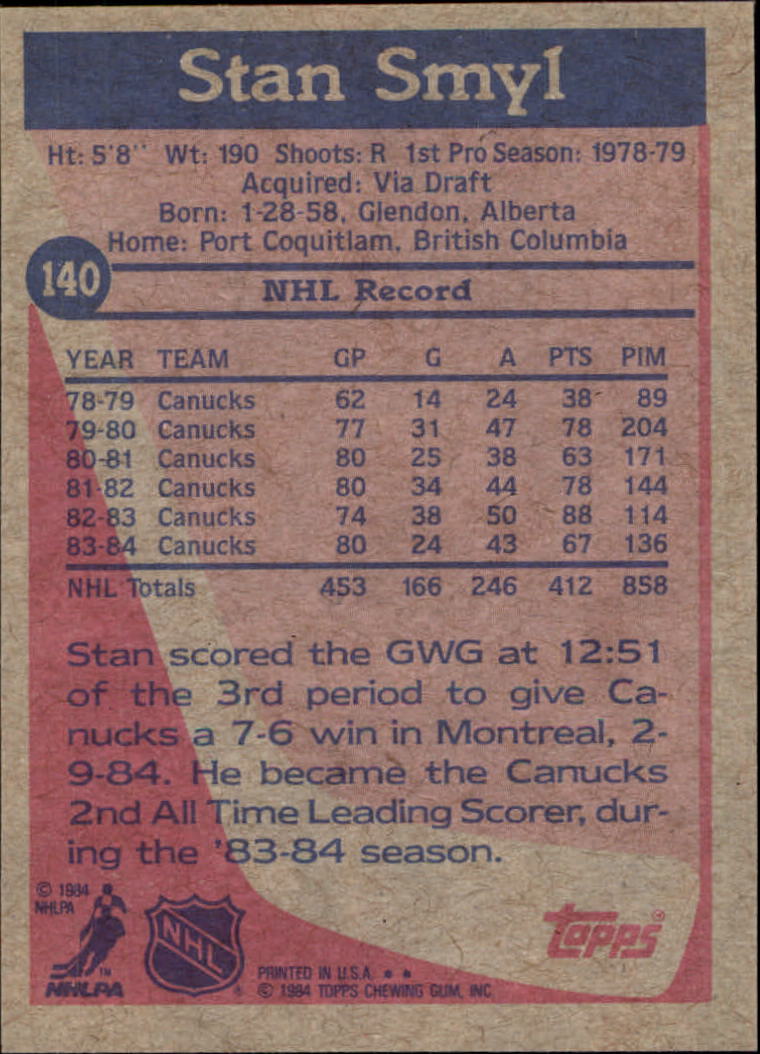 Stan Smyl
Ht: 5'8" Wt: 190 Shoots: R 1st Pro Season: 1978-79
Acquired: Via Draft
Born: 1-28-58, Glendon, Alberta
Home: Port Coquitlam, British Columbia
140
NHL Record
YEAR TEAM GP G A PTS PIM
78-79 Canucks 62 14 24 38 89
79-80 Canucks 77 31 47 78 204
80-81 Canucks 80 25 38 63 171
81-82 Canucks 80 34 44 78 144
82-83 Canucks 74 38 50 88 114
83-84 Canucks 80 24 43 67 136
NHL Totals 453 166 246 412 858
Stan scored the GWG at 12:51
of the 3rd period to give Ca-
nucks a 7-6 win in Montreal, 2-
9-84. He became the Canucks
2nd All Time Leading Scorer, dur-
ing the '83-84 season.
© 1984
NHLPA
TM
NHLPA
NHL
®
PRINTED IN U.S.A. * *
© 1984 TOPPS CHEWING GUM, INC.
Topps®